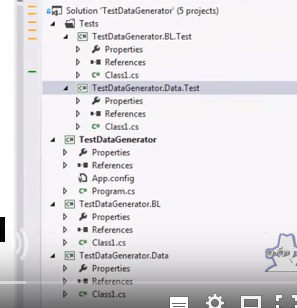 Solution 'TestDataGenerator' (5 projects)
Tests
TestDataGenerator.BL.Test
Properties
References
Class1.cs
TestDataGenerator.Data.Test
Properties
References
Class1.cs
TestDataGenerator
Properties
References
App.config
Program.cs
TestDataGenerator.BL
Properties
References
Class1.cs
TestDataGenerator.Data
Properties
References
Class1.cs